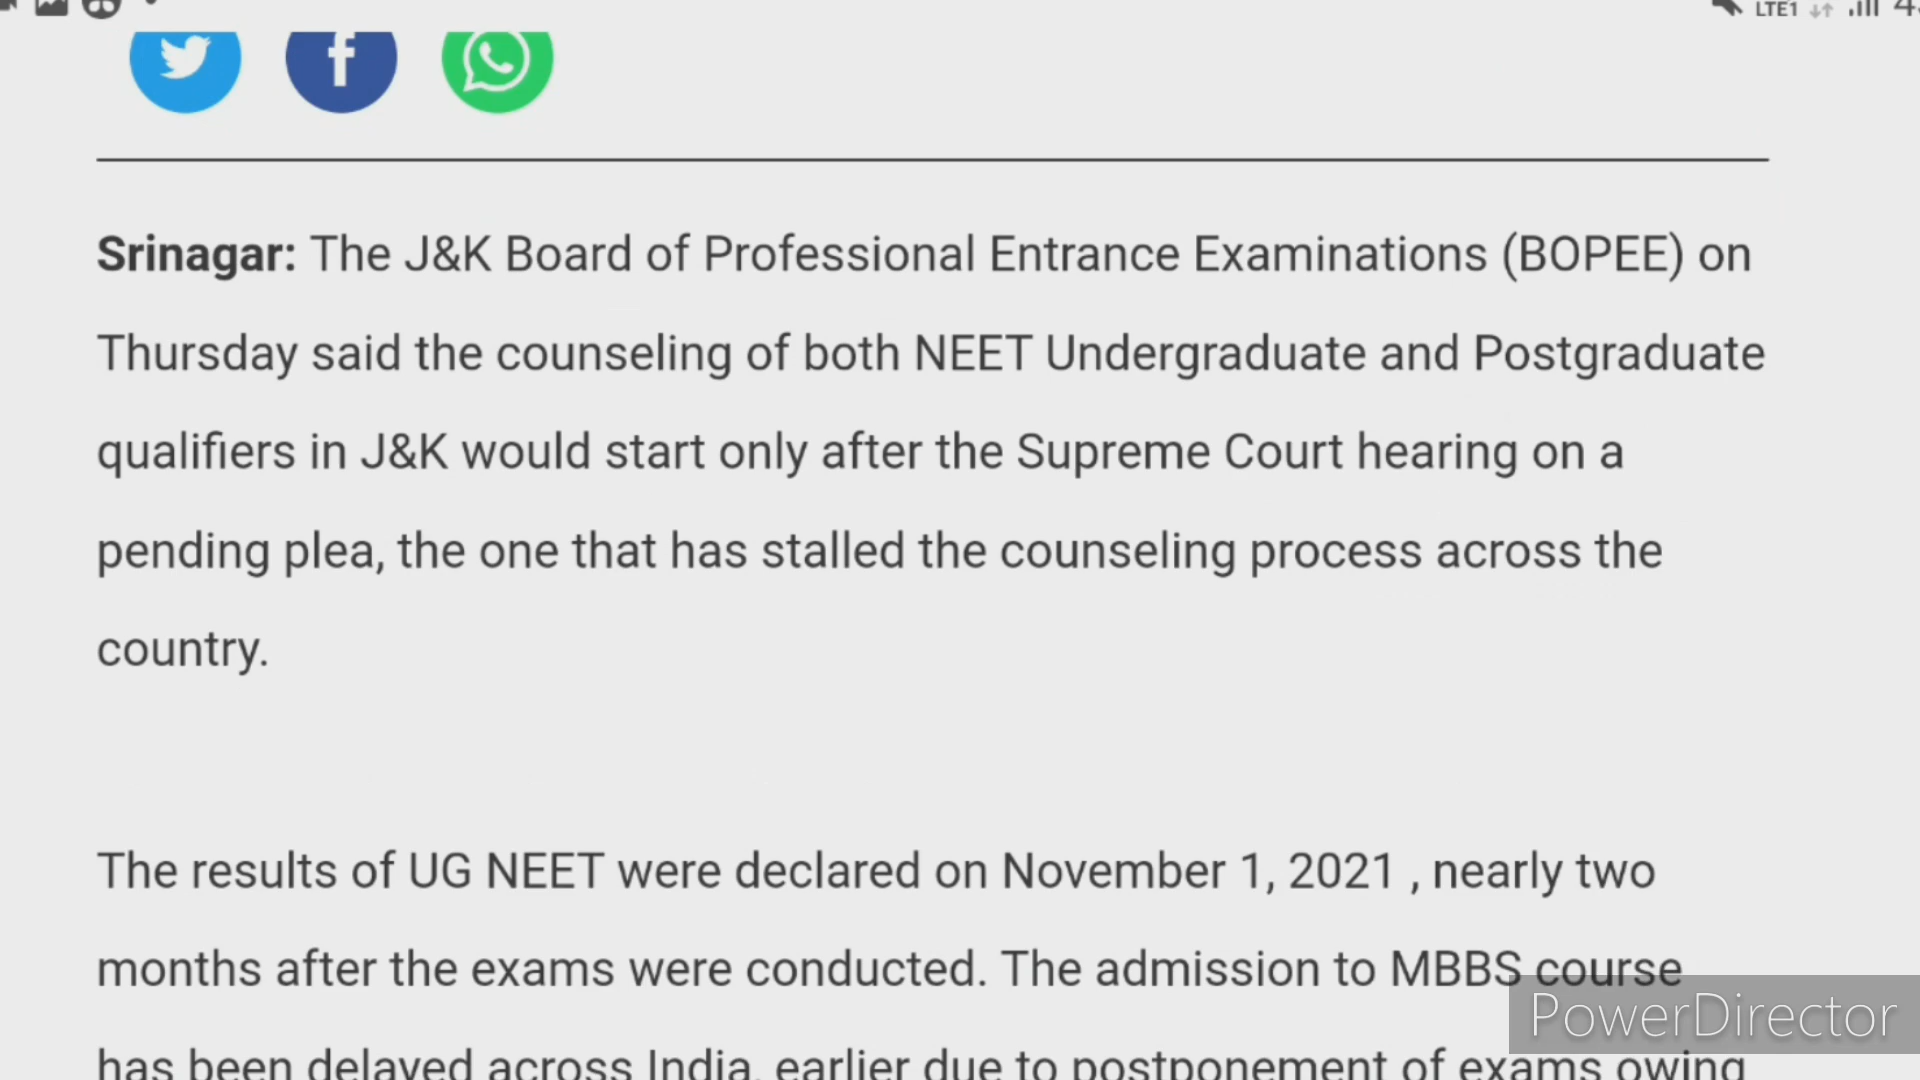 LTE1
Srinagar: The J&K Board of Professional Entrance Examinations (BOPEE) on
Thursday said the counseling of both NEET Undergraduate and Postgraduate
qualifiers in J&K would start only after the Supreme Court hearing on a
pending plea, the one that has stalled the counseling process across the
country.
The results of UG NEET were declared on November 1, 2021 , nearly two
months after the exams were conducted. The admission to MBBS course
has been delayed across India, earlier due to postponement of exams owing
PowerDirector